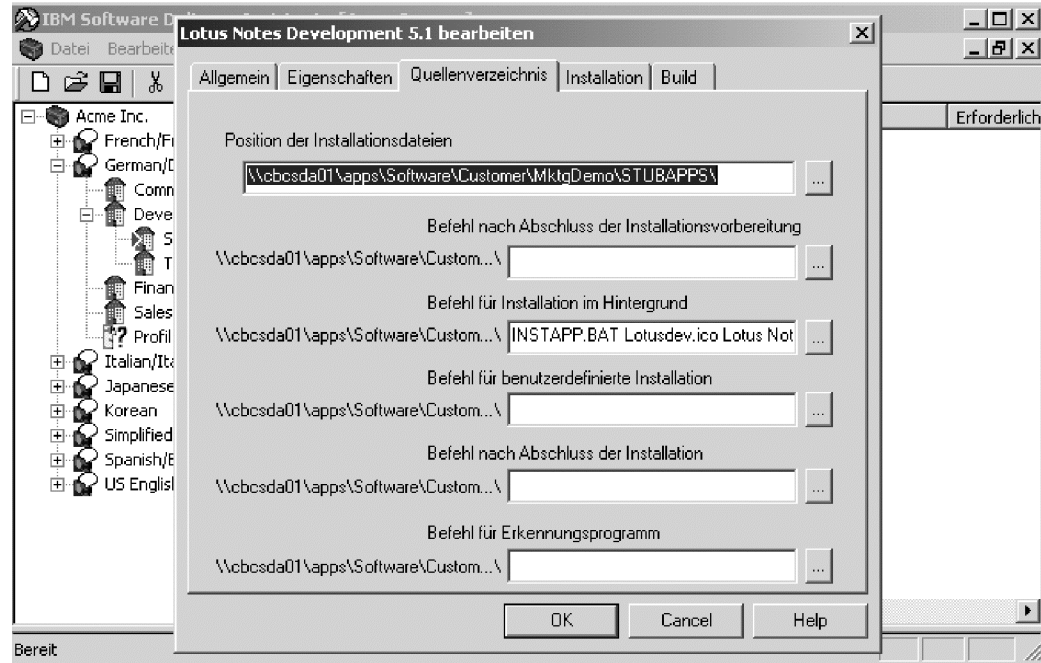 IBM Software D
Lotus Notes Development 5.1 bearbeiten
Datei Bearbeite
Allgemein Eigenschaften Quellenverzeichnis Installation Build
Acme Inc.
French/F
German/D
Comm
Deve
S
T
Finan
Sales
Profil
Italian/Ita
Japanese
Korean
Simplified
Spanish/E
US English
Erforderlich
Position der Installationsdateien
\\cbcsda01\apps\Software\Customer\MktgDemo\STUBAPPS\
...
Befehl nach Abschluss der Installationsvorbereitung
\\cbcsda01\apps\Software\Custom...\
...
Befehl für Installation im Hintergrund
\\cbcsda01\apps\Software\Custom...\ INSTAPP.BAT Lotusdev.ico Lotus Not
...
Befehl für benutzerdefinierte Installation
\\cbcsda01\apps\Software\Custom...\
...
Befehl nach Abschluss der Installation
\\cbcsda01\apps\Software\Custom...\
...
Befehl für Erkennungsprogramm
\\cbcsda01\apps\Software\Custom...\
...
OK Cancel Help
Bereit